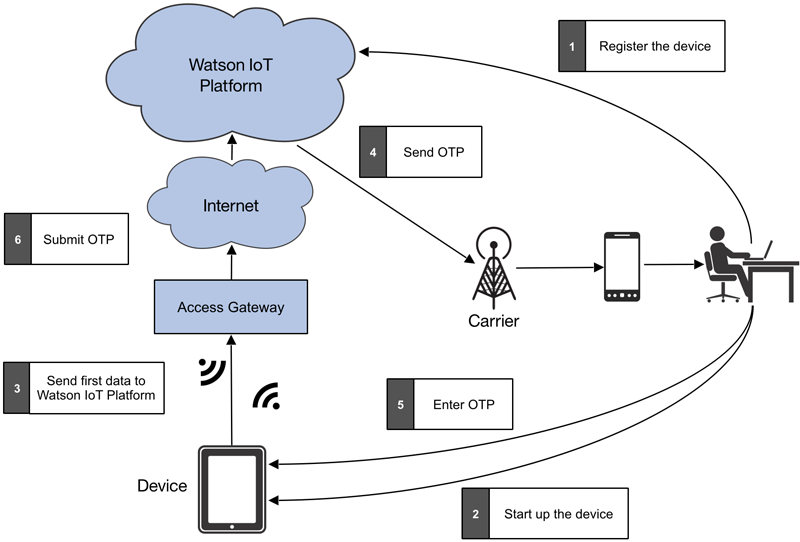 1 Register the device
Watson IoT
Platform
4 Send OTP
Internet
6 Submit OTP
Access Gateway
Carrier
3 Send first data to
Watson IoT Platform
5 Enter OTP
Device
2 Start up the device